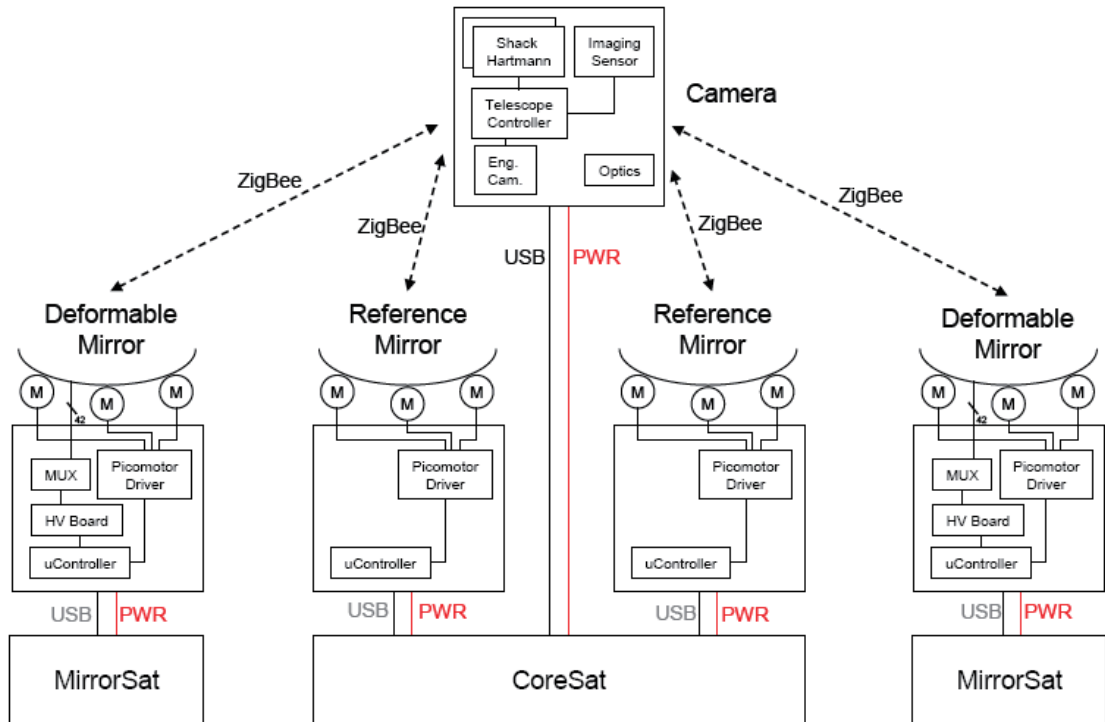 Shack
Hartmann
Imaging
Sensor
Telescope
Controller
Eng.
Cam.
Optics
Camera
ZigBee
ZigBee
ZigBee
ZigBee
USB
PWR
Deformable
Mirror
Reference
Mirror
Reference
Mirror
Deformable
Mirror
M
M
M
42
MUX
Picomotor
Driver
HV Board
uController
USB
PWR
M
M
M
Picomotor
Driver
uController
USB
PWR
M
M
M
Picomotor
Driver
uController
USB
PWR
M
M
M
42
MUX
Picomotor
Driver
HV Board
uController
USB
PWR
MirrorSat
CoreSat
MirrorSat